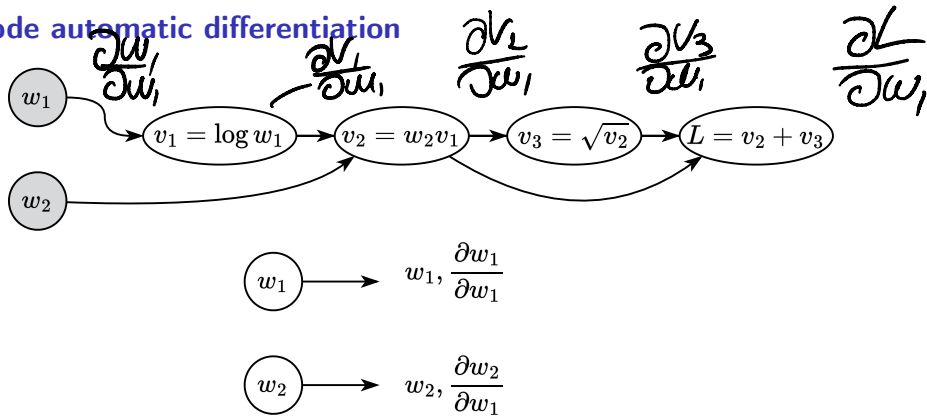 ode automatic differentiation
∂w₁/∂w₁ ∂v₁/∂w₁ ∂v₂/∂w₁ ∂v₃/∂w₁ ∂L/∂w₁
w₁
v₁ = log w₁ v₂ = w₂v₁ v₃ = √v₂ L = v₂ + v₃
w₂
w₁ w₁, ∂w₁/∂w₁
w₂ w₂, ∂w₂/∂w₁